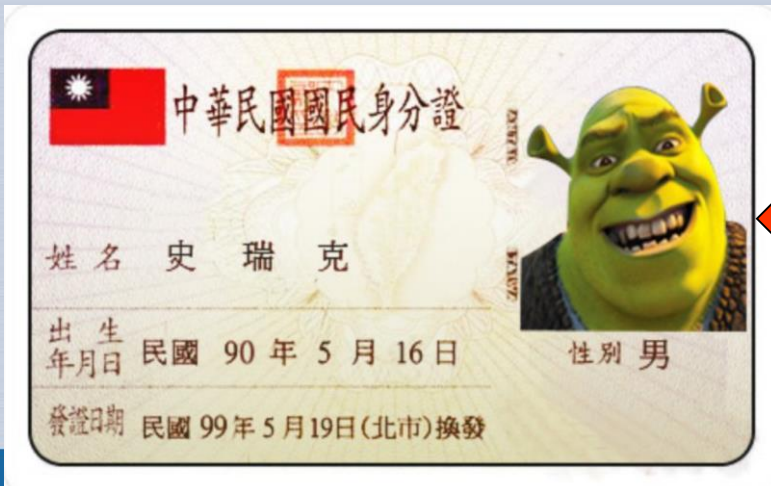 中華民國國民身分證
姓名 史瑞克
出生年月日 民國 90 年 5 月 16 日
性別 男
發證日期 民國 99 年 5 月 19 日 (北市) 換發